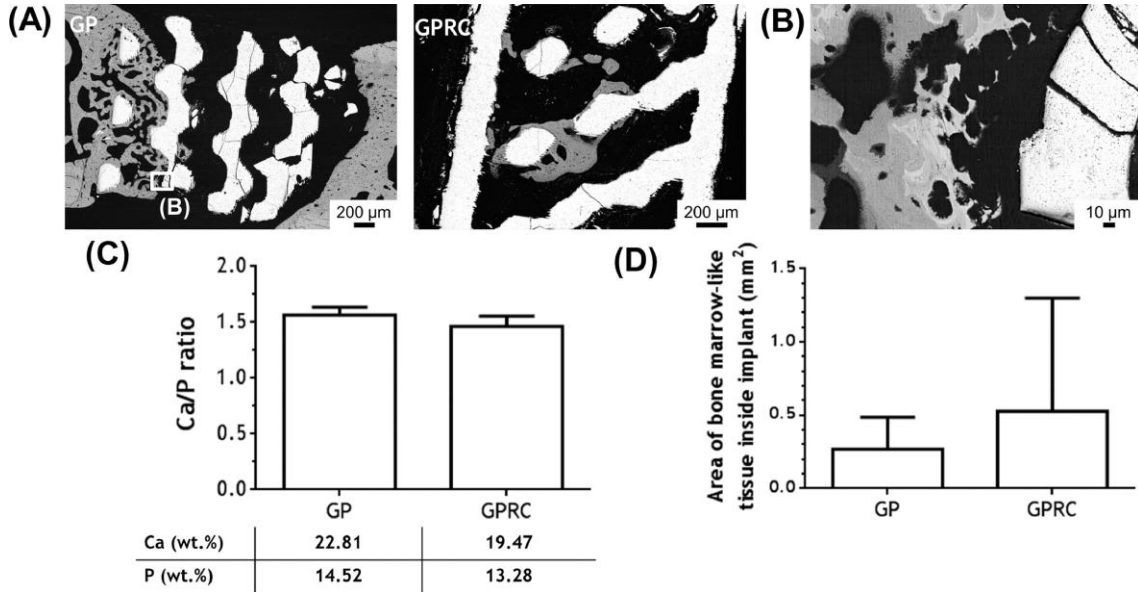 (A)
GP
(B)
200 µm
GPRC
200 µm
(B)
10 µm
(C)
Ca/P ratio
2.0
1.5
1.0
0.5
0.0
GP
GPRC
Ca (wt.%)
22.81
19.47
P (wt.%)
14.52
13.28
(D)
Area of bone marrow-like
tissue inside implant (mm²)
1.5
1.0
0.5
0.0
GP
GPRC